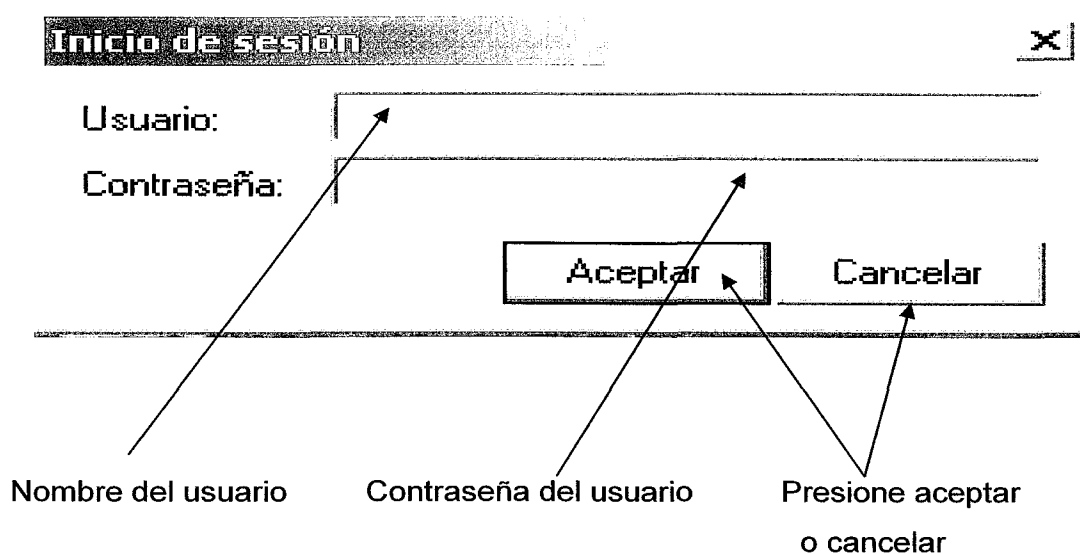 Inicio de sesión
Usuario:
Contraseña:
Aceptar
Cancelar
Nombre del usuario
Contraseña del usuario
Presione aceptar
o cancelar